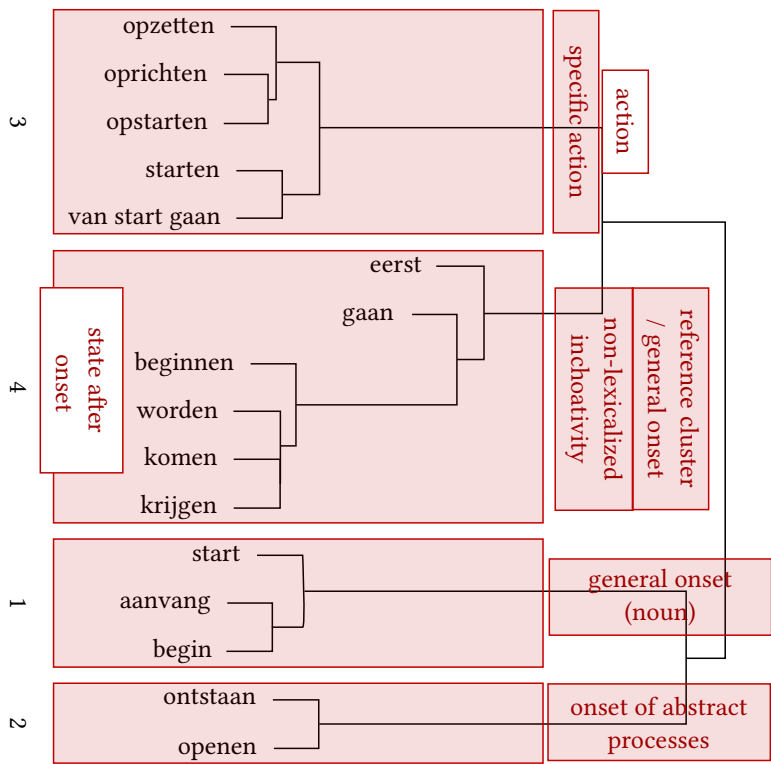 opzetten
oprichten
opstarten
starten
van start gaan
3
specific action
action
eerst
gaan
beginnen
worden
komen
krijgen
4
state after
onset
reference cluster
/ general onset
non-lexicalized
inchoativity
start
aanvang
begin
1
general onset
(noun)
ontstaan
openen
2
onset of abstract
processes